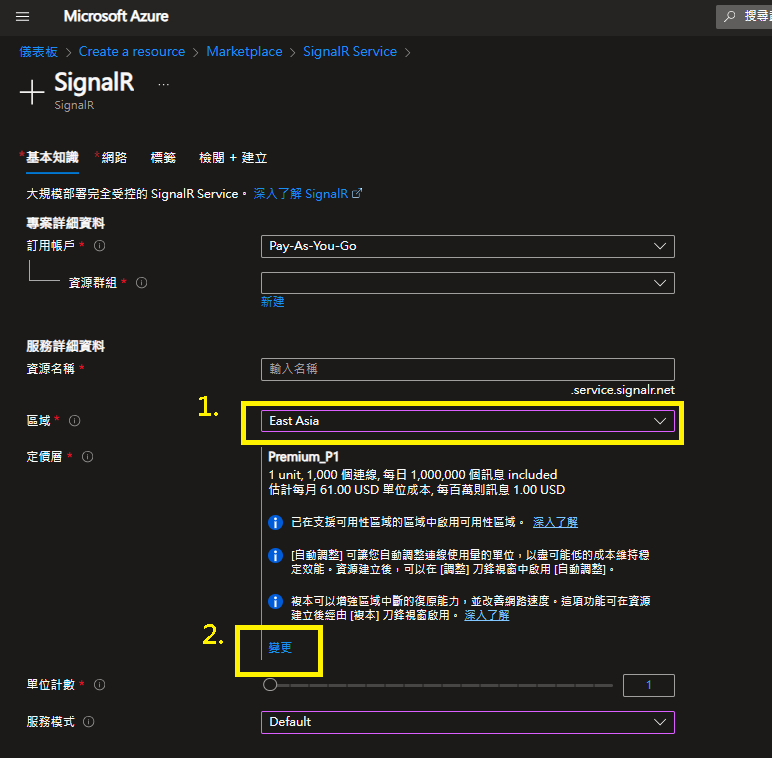 Microsoft Azure
搜尋
儀表板 > Create a resource > Marketplace > SignalR Service >
SignalR ...
SignalR
*基本知識 *網路 標籤 檢閱 + 建立
大規模部署完全受控的 SignalR Service。 深入了解 SignalR
專案詳細資料
訂用帳戶 * Pay-As-You-Go
資源群組 *
新建
服務詳細資料
資源名稱 * 輸入名稱
.service.signalr.net
1.
區域 * East Asia
定價層 * Premium_P1
1 unit, 1,000 個連線, 每日 1,000,000 個訊息 included
估計每月 61.00 USD 單位成本, 每百萬則訊息 1.00 USD
已在支援可用性區域的區域中啟用可用性區域。 深入了解
[自動調整] 可讓您自動調整連線使用量的單位，以盡可能低的成本維持穩
定效能。資源建立後，可以在 [調整] 刀鋒視窗中啟用 [自動調整]。
複本可以增強區域中斷的復原能力，並改善網路速度。這項功能可在資源
建立後經由 [複本] 刀鋒視窗啟用。 深入了解
2.
變更
單位計數 * 1
服務模式 Default